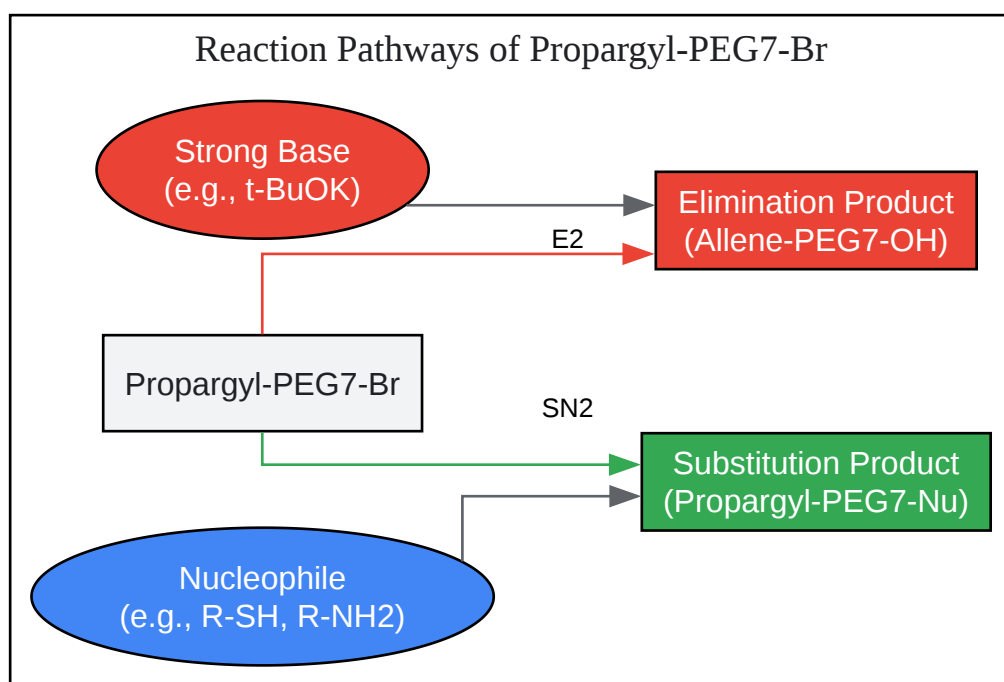 Reaction Pathways of Propargyl-PEG7-Br
Strong Base
(e.g., t-BuOK)
Elimination Product
(Allene-PEG7-OH)
E2
Propargyl-PEG7-Br
SN2
Substitution Product
(Propargyl-PEG7-Nu)
Nucleophile
(e.g., R-SH, R-NH2)